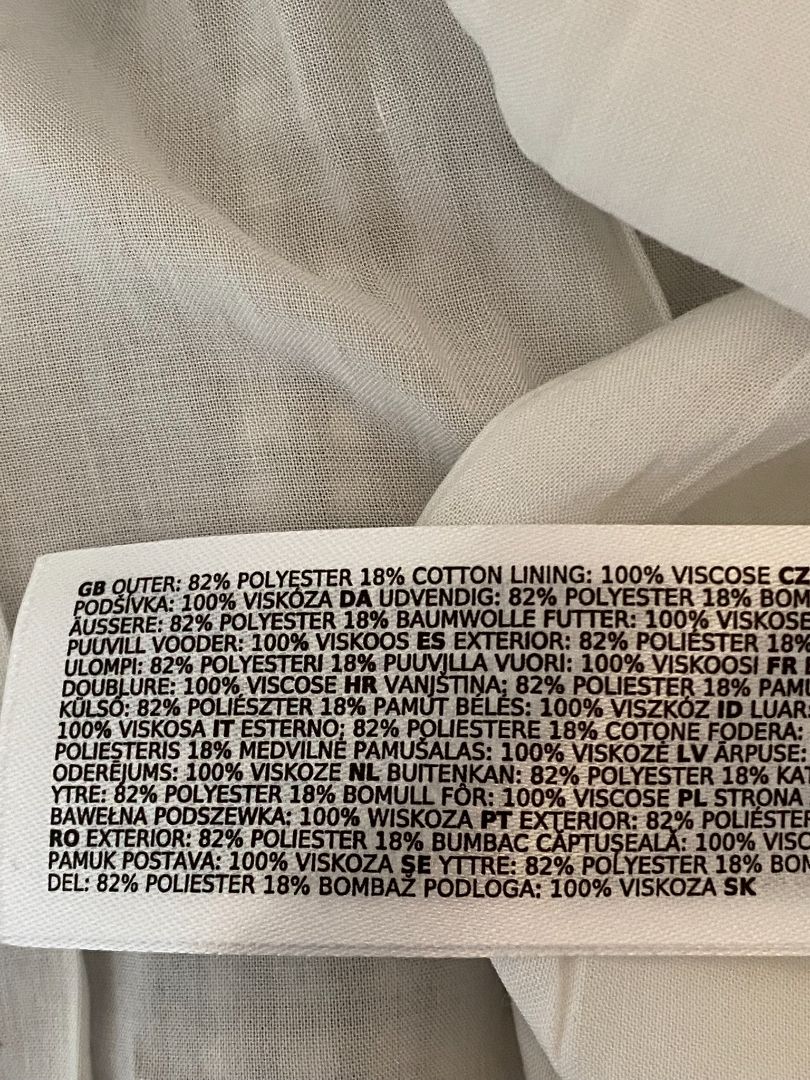 GB OUTER: 82% POLYESTER 18% COTTON LINING: 100% VISCOSE CZ
PODŠÍVKA: 100% VISKÓZA DA UDVENDIG: 82% POLYESTER 18% BOM
ÄUSSERE: 82% POLYESTER 18% BAUMWOLLE FUTTER: 100% VISKOSE
PUUVILL VOODER: 100% VISKOOS ES EXTERIOR: 82% POLIÉSTER 18%
ULOMPI: 82% POLYESTERI 18% PUUVILLA VUORI: 100% VISKOOSI FR
DOUBLURE: 100% VISCOSE HR VANJŠTINA: 82% POLIESTER 18% PAMU
KÜLSŐ: 82% POLIÉSZTER 18% PAMUT BÉLÉS: 100% VISZKÓZ ID LUAR:
100% VISKOSA IT ESTERNO: 82% POLIESTERE 18% COTONE FODERA:
POLIESTERIS 18% MEDVILNĖ PAMUŠALAS: 100% VISKOZĖ LV ĀRPUSE:
ODERĒJUMS: 100% VISKOZE NL BUITENKAN: 82% POLYESTER 18% KAT
YTRE: 82% POLYESTER 18% BOMULL FÔR: 100% VISCOSE PL STRONA
BAWEŁNA PODSZEWKA: 100% WISKOZA PT EXTERIOR: 82% POLIÉSTER
RO EXTERIOR: 82% POLIESTER 18% BUMBAC CĂPTUȘEALĂ: 100% VISC
PAMUK POSTAVA: 100% VISKOZA SE YTTRE: 82% POLYESTER 18% BOM
DEL: 82% POLIESTER 18% BOMBAŽ PODLOGA: 100% VISKOZA SK